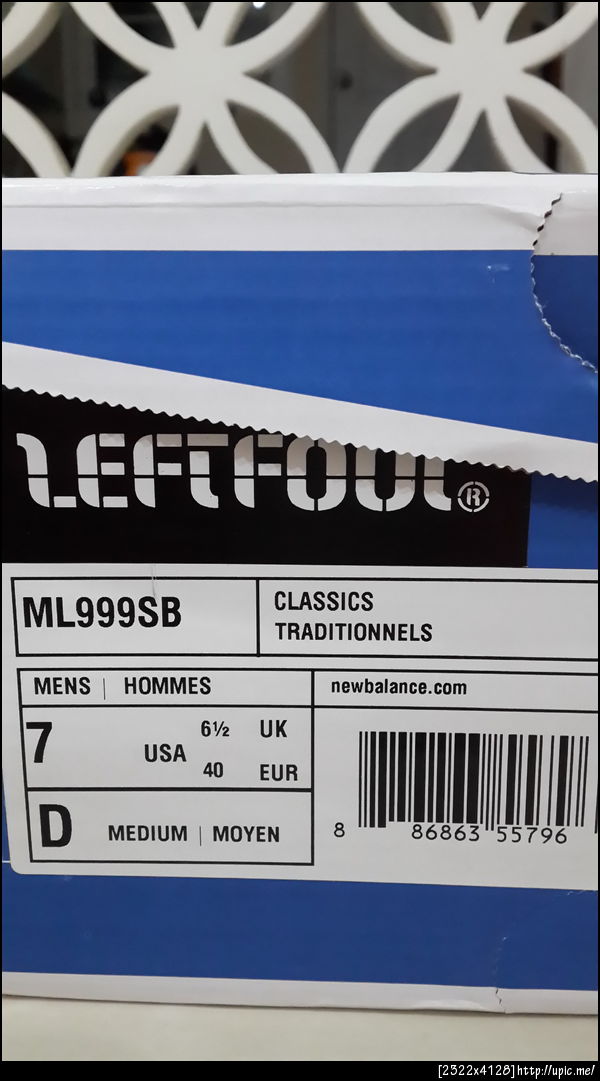 LEFTFOOT®
ML999SB
CLASSICS
TRADITIONNELS
MENS | HOMMES
newbalance.com
7 USA 6½ UK
40 EUR
D MEDIUM | MOYEN
8 86863 55796
[2322x4128]http://upic.me/